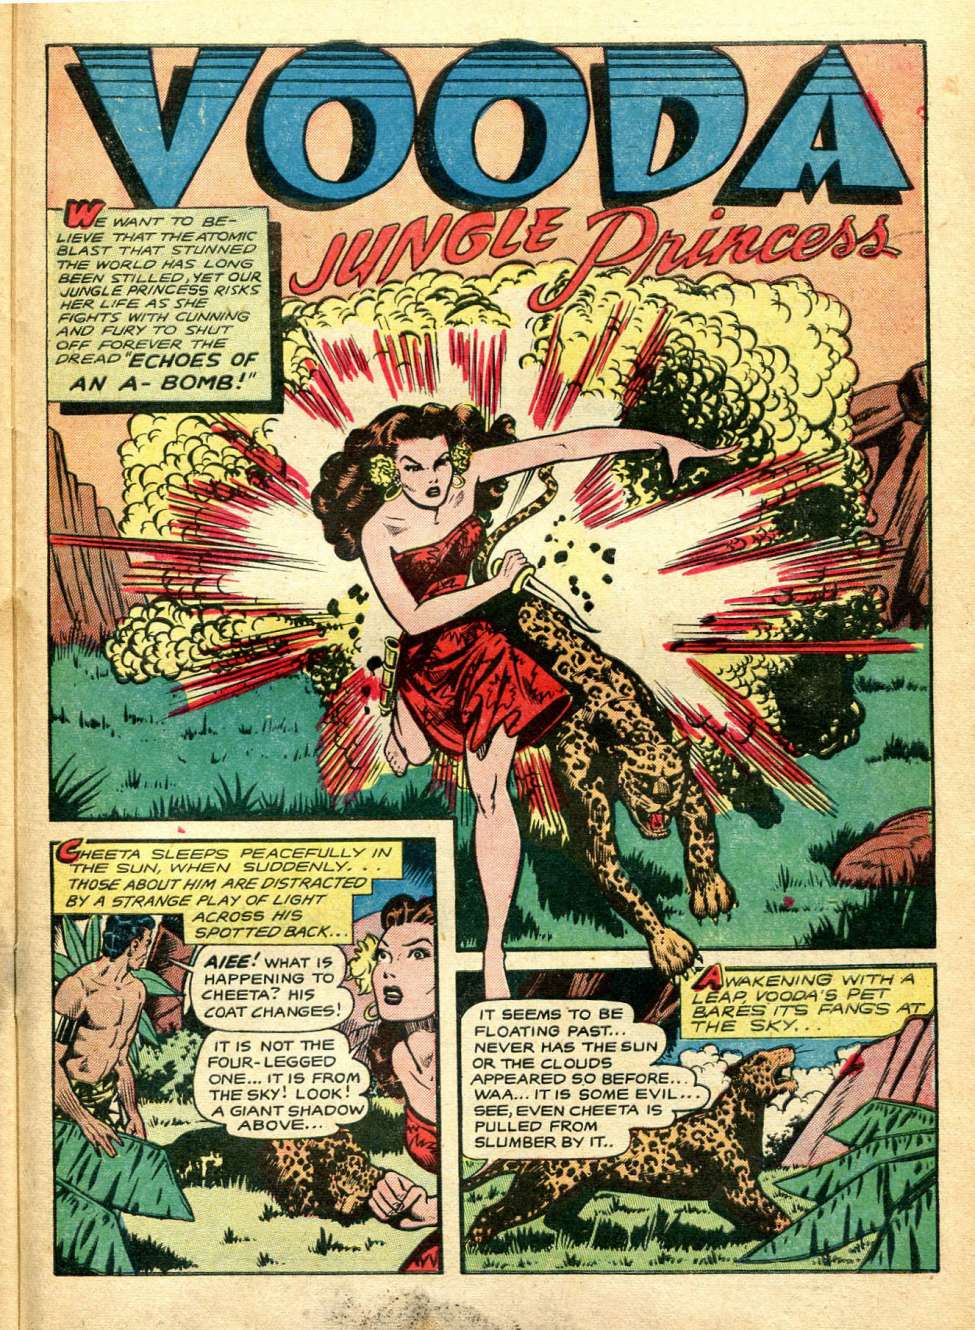 VOODA
JUNGLE Princess
WE WANT TO BE-
LIEVE THAT THE ATOMIC
BLAST THAT STUNNED
THE WORLD HAS LONG
BEEN STILLED, YET OUR
JUNGLE PRINCESS RISKS
HER LIFE AS SHE
FIGHTS WITH CUNNING
AND FURY TO SHUT
OFF FOREVER THE
DREAD "ECHOES OF
AN A-BOMB!"
CHEETA SLEEPS PEACEFULLY IN
THE SUN, WHEN SUDDENLY...
THOSE ABOUT HIM ARE DISTRACTED
BY A STRANGE PLAY OF LIGHT
ACROSS HIS
SPOTTED BACK...
AIEE! WHAT IS
HAPPENING TO
CHEETA? HIS
COAT CHANGES!
IT IS NOT THE
FOUR-LEGGED
ONE... IT IS FROM
THE SKY! LOOK!
A GIANT SHADOW
ABOVE...
AWAKENING WITH A
LEAP, VOODA'S PET
BARES ITS FANGS AT
THE SKY...
IT SEEMS TO BE
FLOATING PAST...
NEVER HAS THE SUN
OR THE CLOUDS
APPEARED SO BEFORE...
WAA... IT IS SOME EVIL...
SEE, EVEN CHEETA IS
PULLED FROM
SLUMBER BY IT..